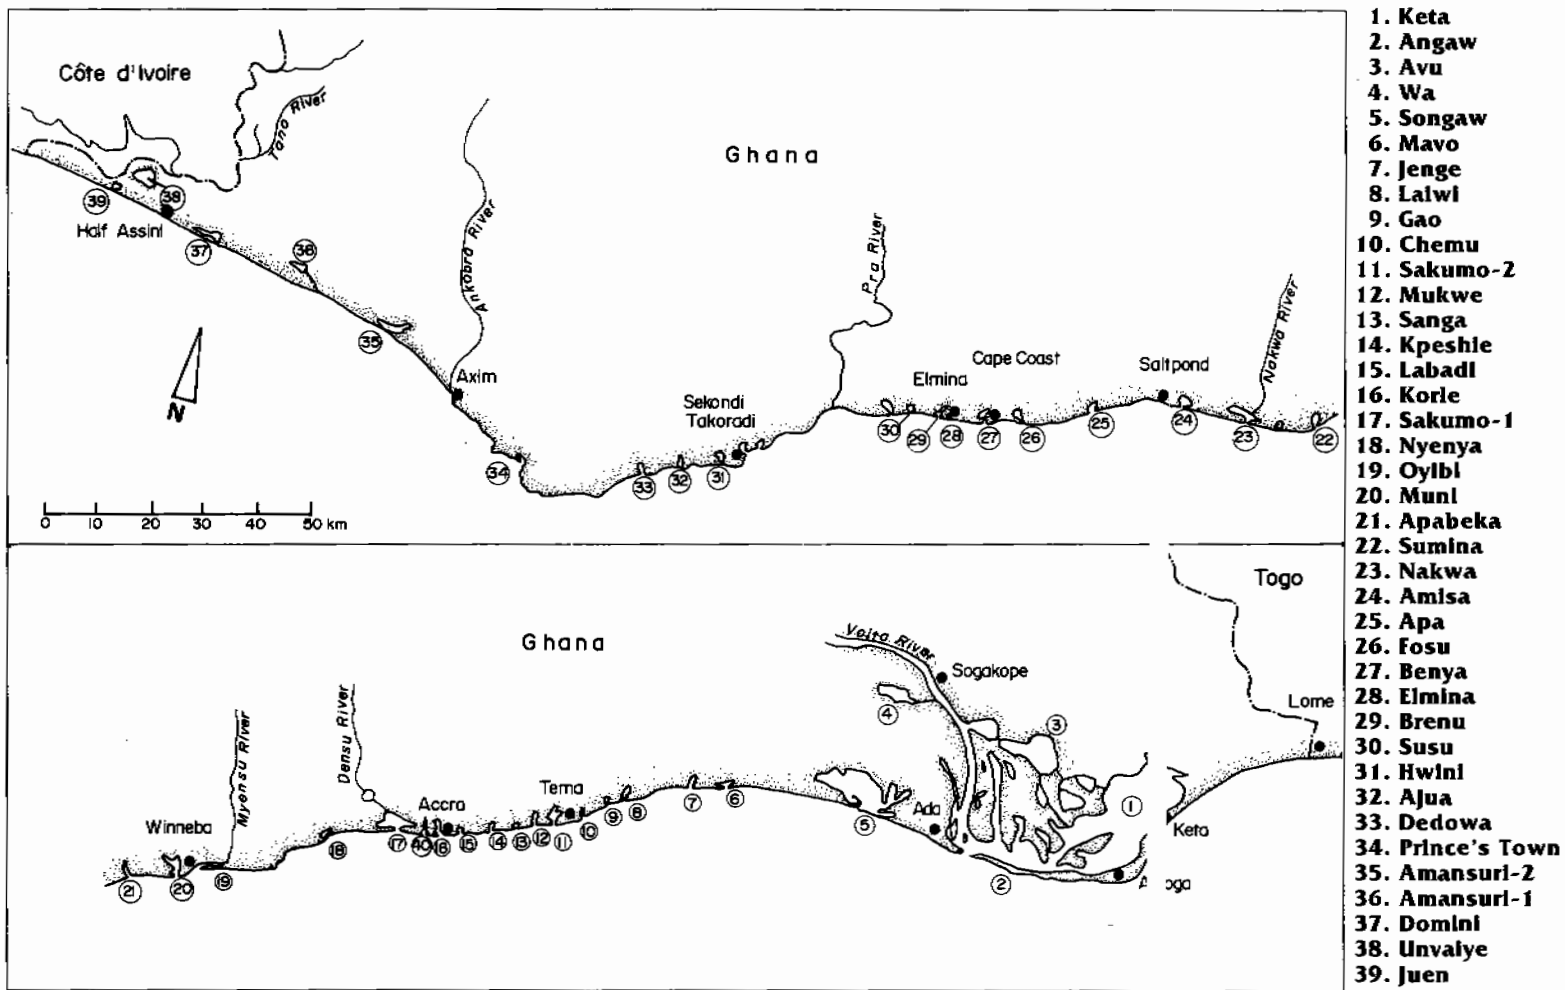 Côte d'Ivoire
Tano River
Ghana
39
38
Half Assini
37
36
35
Ankobra River
Axim
N
34
Sekondi
Takoradi
33
32
31
Pra River
Elmina
Cape Coast
Saltpond
Nakwa River
30
29
28
27
26
25
24
23
22
0 10 20 30 40 50 km
Ghana
Togo
Volta River
Sogakope
Lome
4
3
Myensu River
Densu River
Winneba
Accra
Tema
Ada
Keta
21
20
19
18
17
40
16
15
14
13
12
11
10
9
8
7
6
5
2
1
oga
1. Keta
2. Angaw
3. Avu
4. Wa
5. Songaw
6. Mavo
7. Jenge
8. Laiwi
9. Gao
10. Chemu
11. Sakumo-2
12. Mukwe
13. Sanga
14. Kpeshie
15. Labadi
16. Korle
17. Sakumo-1
18. Nyenya
19. Oyibi
20. Muni
21. Apabeka
22. Sumina
23. Nakwa
24. Amisa
25. Apa
26. Fosu
27. Benya
28. Elmina
29. Brenu
30. Susu
31. Hwini
32. Ajua
33. Dedowa
34. Prince's Town
35. Amansuri-2
36. Amansuri-1
37. Domini
38. Unvaiye
39. Juen